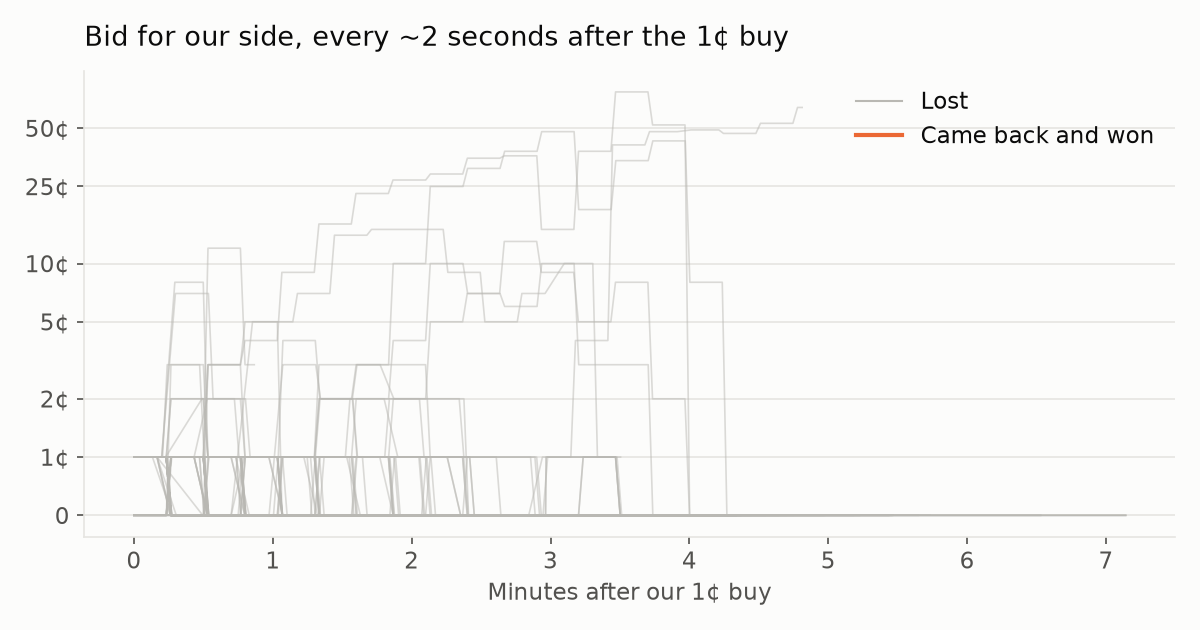 Bid for our side, every ~2 seconds after the 1¢ buy
Lost
Came back and won
50¢
25¢
10¢
5¢
2¢
1¢
0
0 1 2 3 4 5 6 7
Minutes after our 1¢ buy